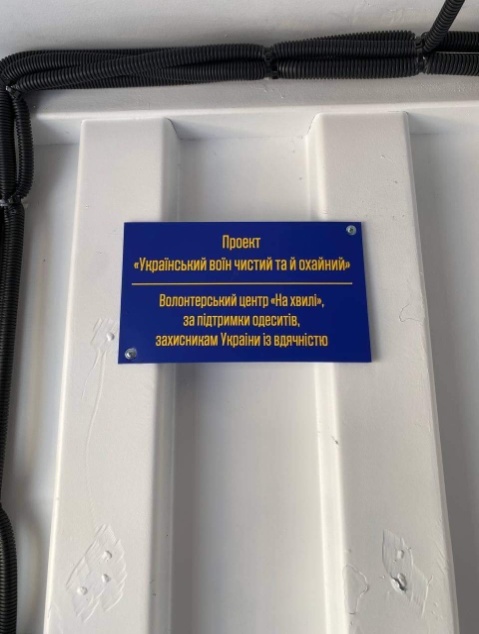 Проект
«Український воїн чистий та й охайний»
Волонтерський центр «На хвилі»,
за підтримки одеситів,
захисникам України із вдячністю